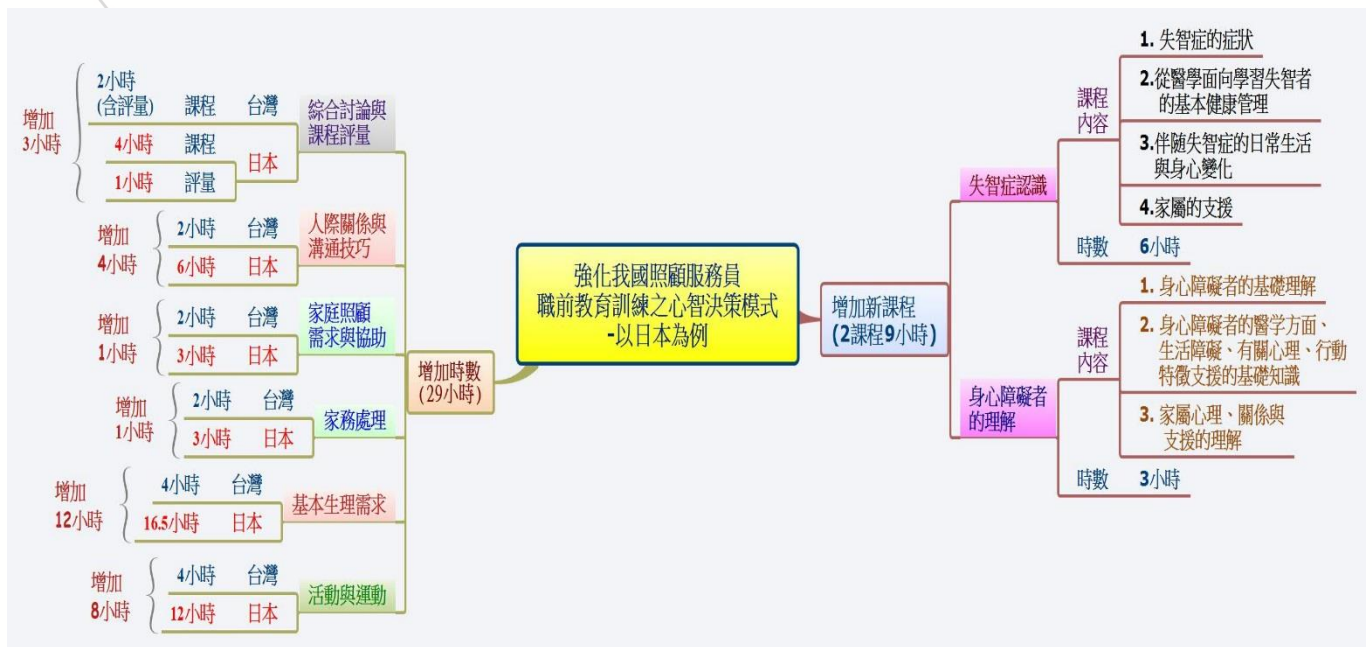 強化我國照顧服務員
職前教育訓練之心智決策模式
-以日本為例
增加時數
(29小時)
綜合討論與
課程評量
台灣
課程
2小時
(含評量)
日本
課程
4小時
評量
1小時
增加
3小時
人際關係與
溝通技巧
台灣
2小時
日本
6小時
增加
4小時
家庭照顧
需求與協助
台灣
2小時
日本
3小時
增加
1小時
家務處理
台灣
2小時
日本
3小時
增加
1小時
基本生理需求
台灣
4小時
日本
16.5小時
增加
12小時
活動與運動
台灣
4小時
日本
12小時
增加
8小時
增加新課程
(2課程9小時)
失智症認識
課程
內容
1. 失智症的症狀
2.從醫學面向學習失智者
的基本健康管理
3.伴随失智症的日常生活
與身心變化
4.家屬的支援
時數
6小時
身心障礙者
的理解
課程
內容
1. 身心障礙者的基礎理解
2. 身心障礙者的医学方面、
生活障礙、有關心理、行動
特徵支援的基礎知識
3. 家屬心理、關係與
支援的理解
時數
3小時